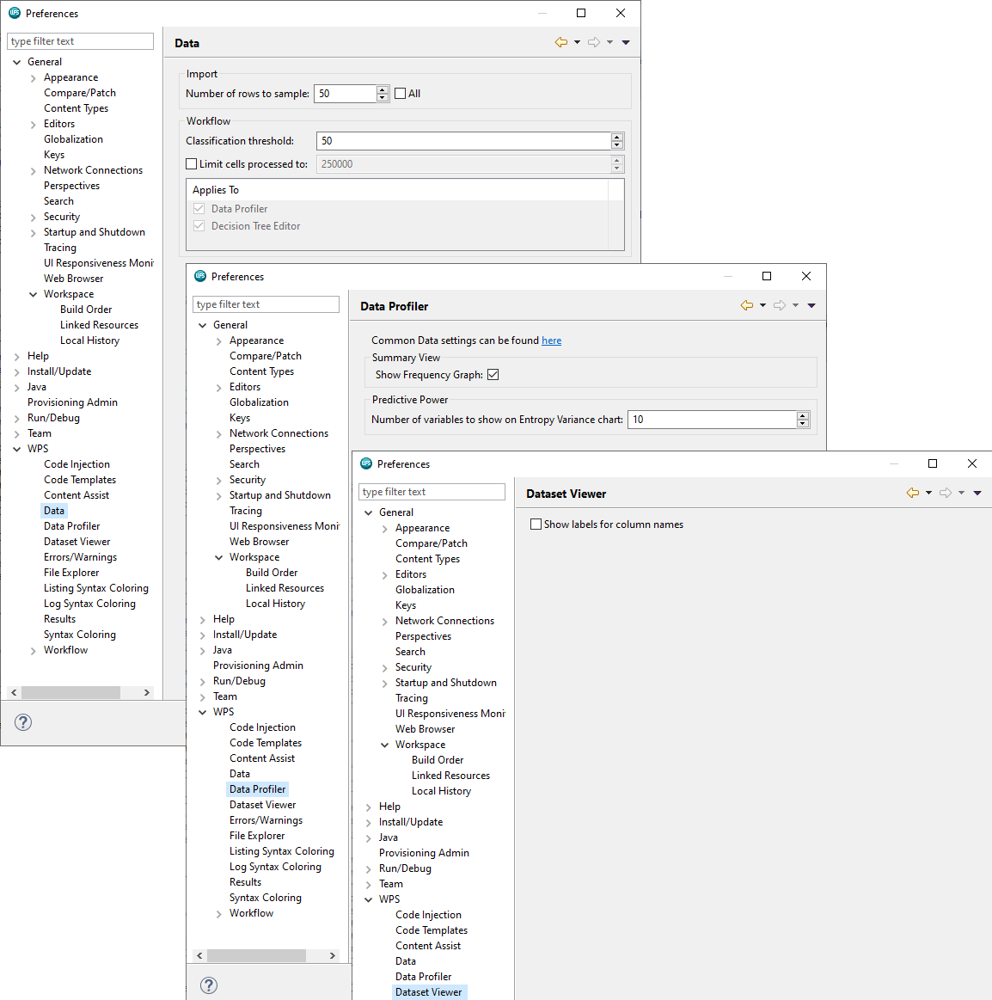 WPS Preferences
type filter text
General
Appearance
Compare/Patch
Content Types
Editors
Globalization
Keys
Network Connections
Perspectives
Search
Security
Startup and Shutdown
Tracing
UI Responsiveness Moni
Web Browser
Workspace
Build Order
Linked Resources
Local History
Help
Install/Update
Java
Provisioning Admin
Run/Debug
Team
WPS
Code Injection
Code Templates
Content Assist
Data
Data Profiler
Dataset Viewer
Errors/Warnings
File Explorer
Listing Syntax Coloring
Log Syntax Coloring
Results
Syntax Coloring
Workflow
Data
Import
Number of rows to sample: 50 All
Workflow
Classification threshold: 50
Limit cells processed to: 250000
Applies To
Data Profiler
Decision Tree Editor
WPS Preferences
type filter text
General
Appearance
Compare/Patch
Content Types
Editors
Globalization
Keys
Network Connections
Perspectives
Search
Security
Startup and Shutdown
Tracing
UI Responsiveness Moni
Web Browser
Workspace
Build Order
Linked Resources
Local History
Help
Install/Update
Java
Provisioning Admin
Run/Debug
Team
WPS
Code Injection
Code Templates
Content Assist
Data
Data Profiler
Dataset Viewer
Errors/Warnings
File Explorer
Listing Syntax Coloring
Log Syntax Coloring
Results
Syntax Coloring
Workflow
Data Profiler
Common Data settings can be found here
Summary View
Show Frequency Graph:
Predictive Power
Number of variables to show on Entropy Variance chart: 10
WPS Preferences
type filter text
General
Appearance
Compare/Patch
Content Types
Editors
Globalization
Keys
Network Connections
Perspectives
Search
Security
Startup and Shutdown
Tracing
UI Responsiveness Moni
Web Browser
Workspace
Build Order
Linked Resources
Local History
Help
Install/Update
Java
Provisioning Admin
Run/Debug
Team
WPS
Code Injection
Code Templates
Content Assist
Data
Data Profiler
Dataset Viewer
Dataset Viewer
Show labels for column names